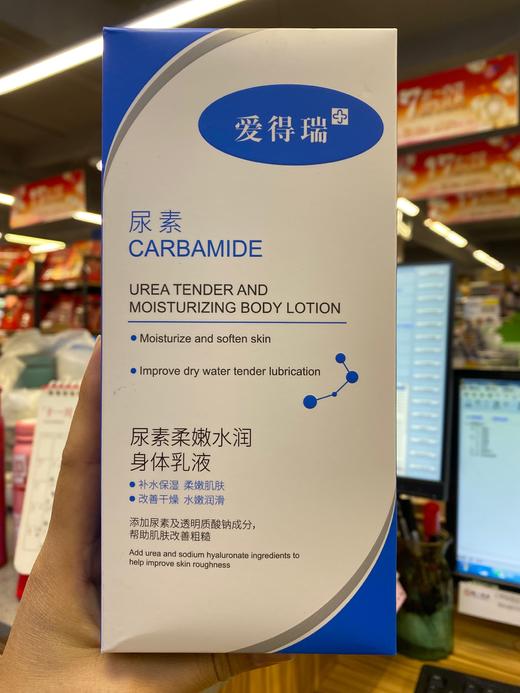 爱得瑞
尿素
CARBAMIDE
UREA TENDER AND
MOISTURIZING BODY LOTION
Moisturize and soften skin
Improve dry water tender lubrication
尿素柔嫩水润
身体乳液
补水保湿 柔嫩肌肤
改善干燥 水嫩润滑
添加尿素及透明质酸钠成分,
帮助肌肤改善粗糙
Add urea and sodium hyaluronate ingredients to
help improve skin roughness